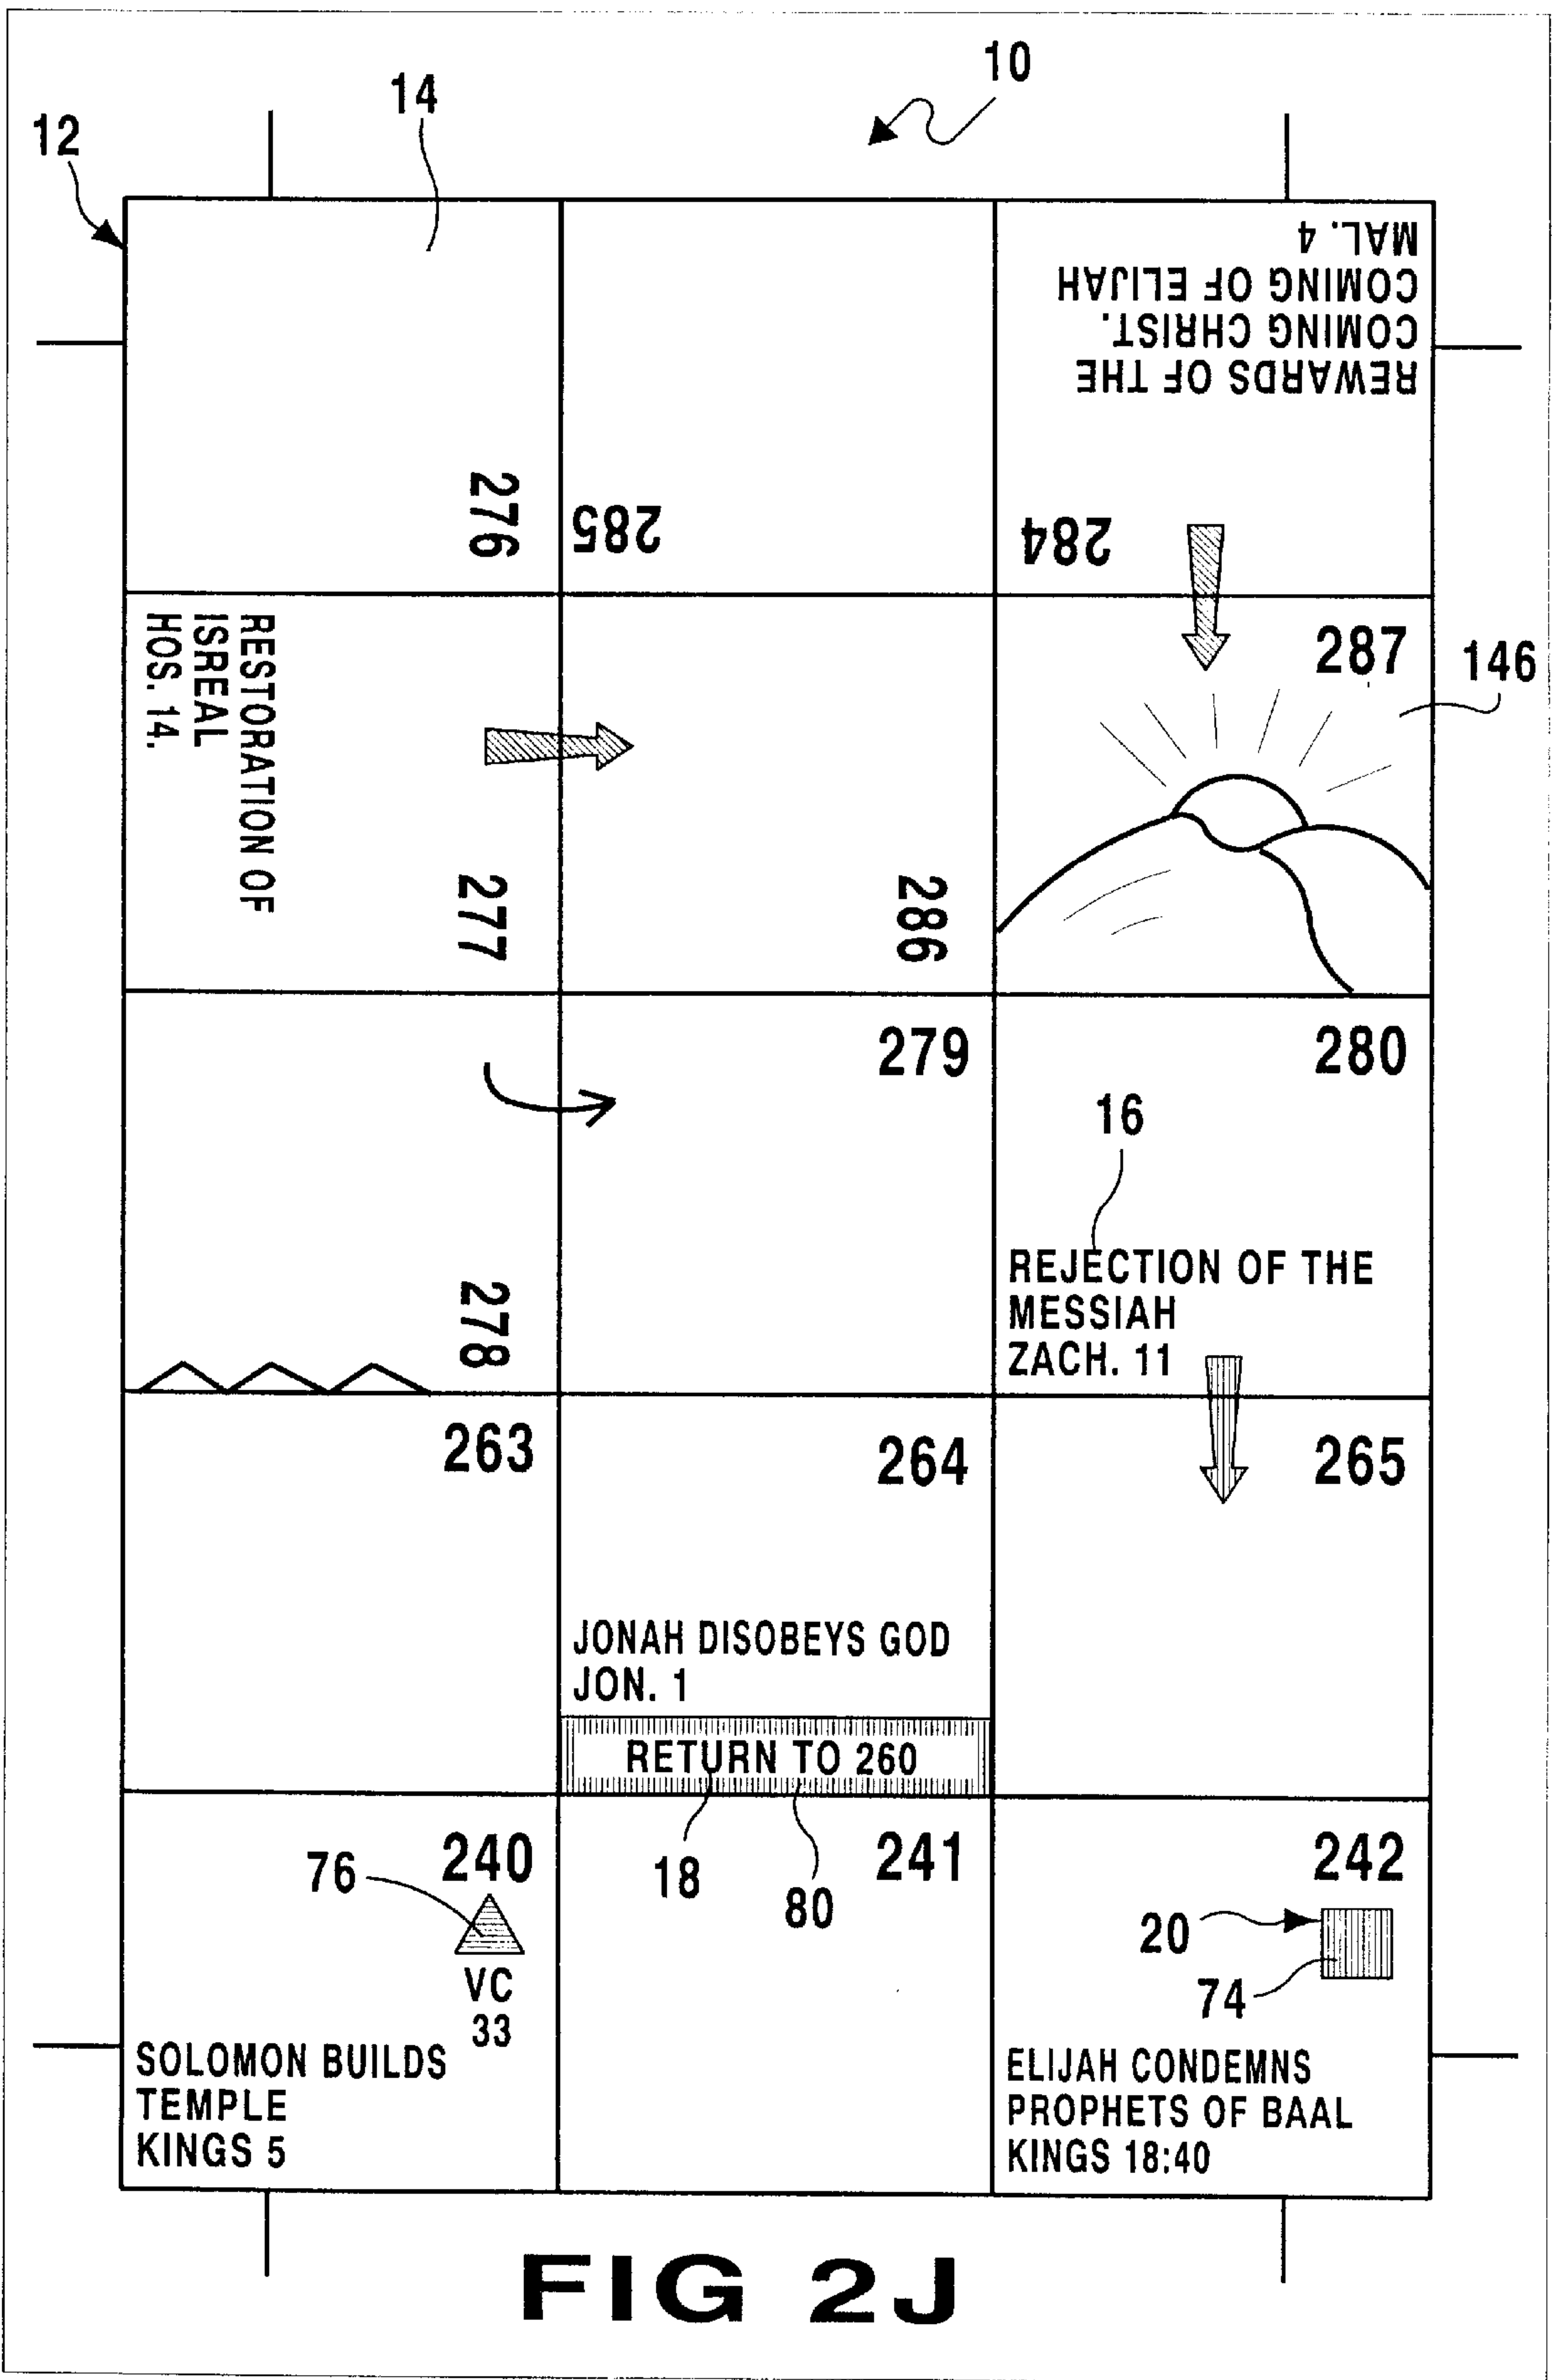 10
14
12
MAL. 4
COMING OF ELIJAH
COMING CHRIST.
REWARDS OF THE
276
285
284
RESTORATION OF
ISREAL
HOS. 14.
277
286
287
146
278
279
280
16
REJECTION OF THE
MESSIAH
ZACH. 11
263
264
265
JONAH DISOBEYS GOD
JON. 1
RETURN TO 260
18
80
76
240
VC
33
SOLOMON BUILDS
TEMPLE
KINGS 5
241
242
20
74
ELIJAH CONDEMNS
PROPHETS OF BAAL
KINGS 18:40
FIG 2J